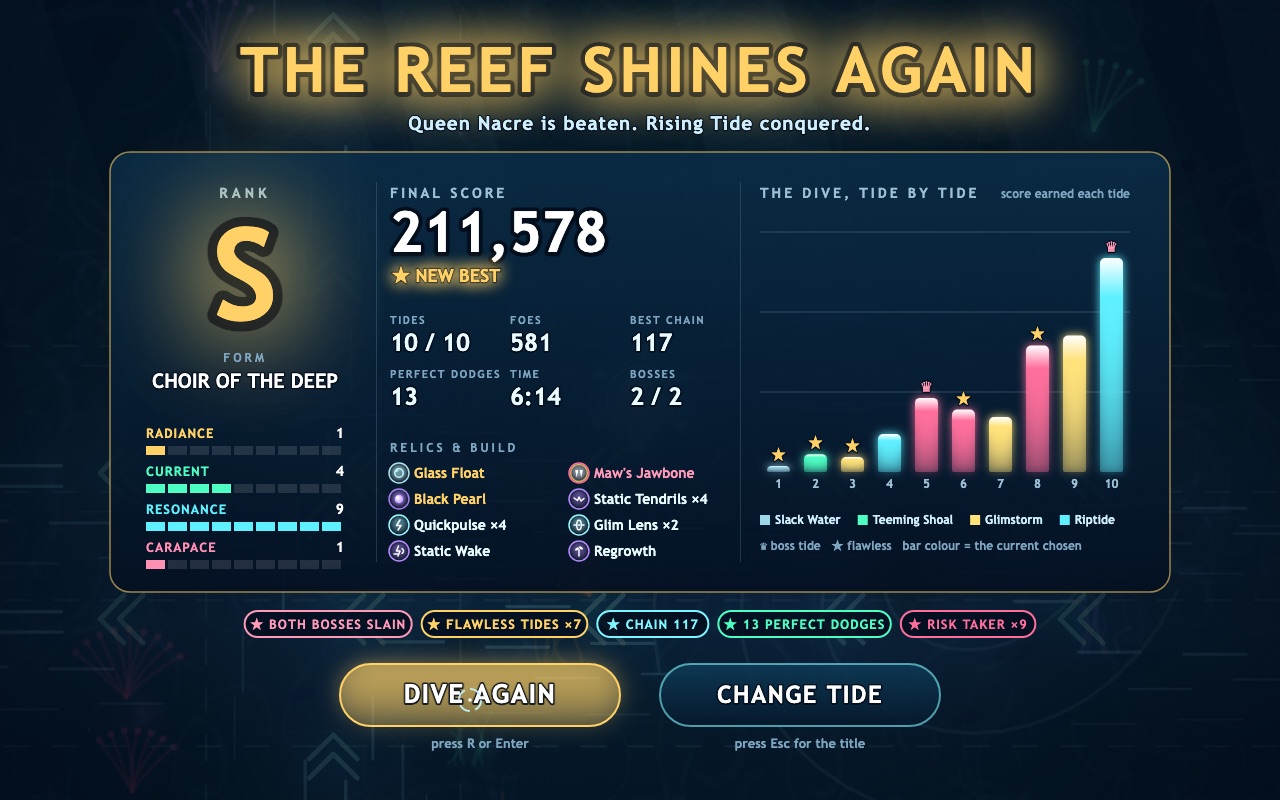 THE REEF SHINES AGAIN
Queen Nacre is beaten. Rising Tide conquered.
RANK
S
FORM
CHOIR OF THE DEEP
RADIANCE 1
CURRENT 4
RESONANCE 9
CARAPACE 1
FINAL SCORE
211,578
★ NEW BEST
TIDES FOES BEST CHAIN
10 / 10 581 117
PERFECT DODGES TIME BOSSES
13 6:14 2 / 2
RELICS & BUILD
Glass Float Maw's Jawbone
Black Pearl Static Tendrils ×4
Quickpulse ×4 Glim Lens ×2
Static Wake Regrowth
THE DIVE, TIDE BY TIDE score earned each tide
1 2 3 4 5 6 7 8 9 10
Slack Water Teeming Shoal Glimstorm Riptide
♛ boss tide ★ flawless bar colour = the current chosen
★ BOTH BOSSES SLAIN ★ FLAWLESS TIDES ×7 ★ CHAIN 117 ★ 13 PERFECT DODGES ★ RISK TAKER ×9
DIVE AGAIN CHANGE TIDE
press R or Enter press Esc for the title